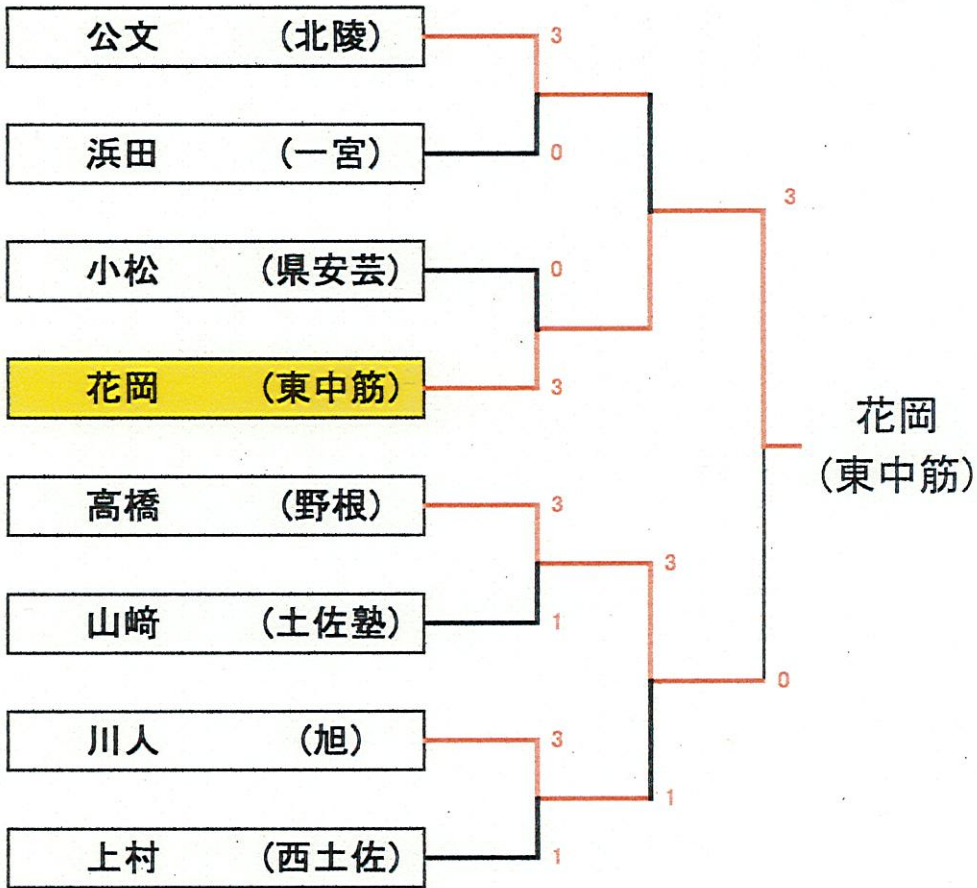 公文 (北陵)
3
浜田 (一宮)
0
3
小松 (県安芸)
0
花岡 (東中筋)
3
花岡
(東中筋)
高橋 (野根)
3
3
山﨑 (土佐塾)
1
0
川人 (旭)
3
1
上村 (西土佐)
1